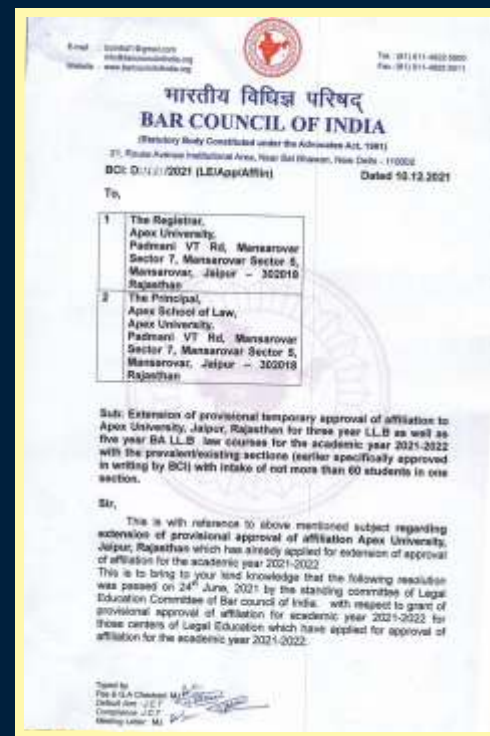 भारतीय विधिज्ञ परिषद्
BAR COUNCIL OF INDIA
(Statutory Body Constituted under the Advocates Act, 1961)
21, Rouse Avenue Institutional Area, Near Bal Bhawan, New Delhi - 110002
BCI: D: /2021 (LE/App/Affiln) Dated 10.12.2021
To,
1 The Registrar,
Apex University,
Padmani VT Rd, Mansarovar
Sector 7, Mansarovar Sector 5,
Mansarovar, Jaipur – 302018
Rajasthan
2 The Principal,
Apex School of Law,
Apex University,
Padmani VT Rd, Mansarovar
Sector 7, Mansarovar Sector 5,
Mansarovar, Jaipur – 302018
Rajasthan
Sub: Extension of provisional temporary approval of affiliation to
Apex University, Jaipur, Rajasthan for three year LL.B as well as
five year BA LL.B law courses for the academic year 2021-2022
with the prevalent/existing sections (earlier specifically approved
in writing by BCI) with intake of not more than 60 students in one
section.
Sir,
This is with reference to above mentioned subject regarding
extension of provisional approval of affiliation Apex University,
Jaipur, Rajasthan which has already applied for extension of approval
of affiliation for the academic year 2021-2022
This is to bring to your kind knowledge that the following resolution
was passed on 24th June, 2021 by the standing committee of Legal
Education Committee of Bar council of India. with respect to grant of
provisional approval of affiliation for academic year 2021-2022 for
those centers of Legal Education which have applied for approval of
affiliation for the academic year 2021-2022.
Typed by